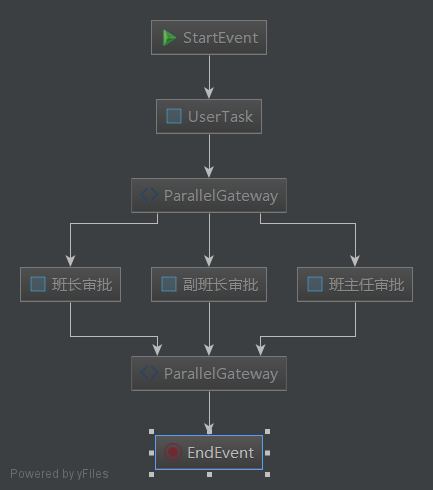 StartEvent
UserTask
ParallelGateway
班长审批
副班长审批
班主任审批
ParallelGateway
EndEvent
Powered by yFiles